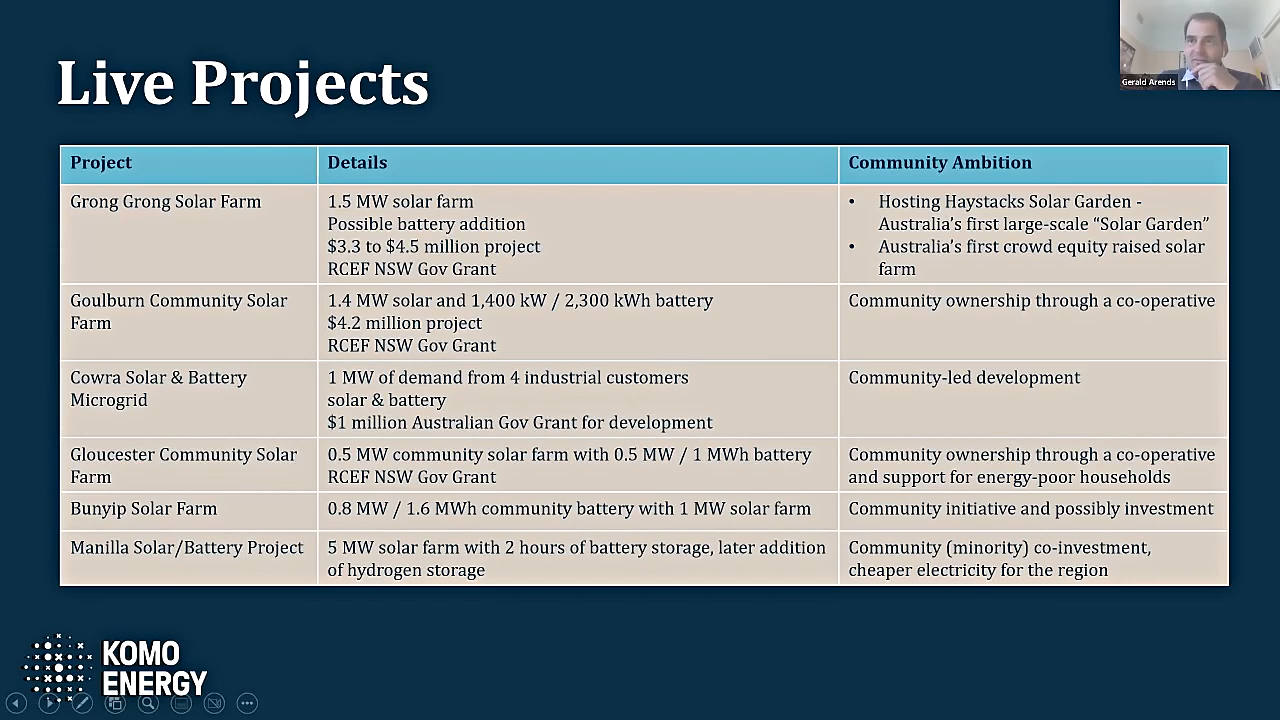 Live Projects
Gerald Arends
Project
Details
Community Ambition
Grong Grong Solar Farm
1.5 MW solar farm
Possible battery addition
$3.3 to $4.5 million project
RCEF NSW Gov Grant
• Hosting Haystacks Solar Garden -
Australia’s first large-scale “Solar Garden”
• Australia’s first crowd equity raised solar
farm
Goulburn Community Solar
Farm
1.4 MW solar and 1,400 kW / 2,300 kWh battery
$4.2 million project
RCEF NSW Gov Grant
Community ownership through a co-operative
Cowra Solar & Battery
Microgrid
1 MW of demand from 4 industrial customers
solar & battery
$1 million Australian Gov Grant for development
Community-led development
Gloucester Community Solar
Farm
0.5 MW community solar farm with 0.5 MW / 1 MWh battery
RCEF NSW Gov Grant
Community ownership through a co-operative
and support for energy-poor households
Bunyip Solar Farm
0.8 MW / 1.6 MWh community battery with 1 MW solar farm
Community initiative and possibly investment
Manilla Solar/Battery Project
5 MW solar farm with 2 hours of battery storage, later addition
of hydrogen storage
Community (minority) co-investment,
cheaper electricity for the region
KOMO
ENERGY